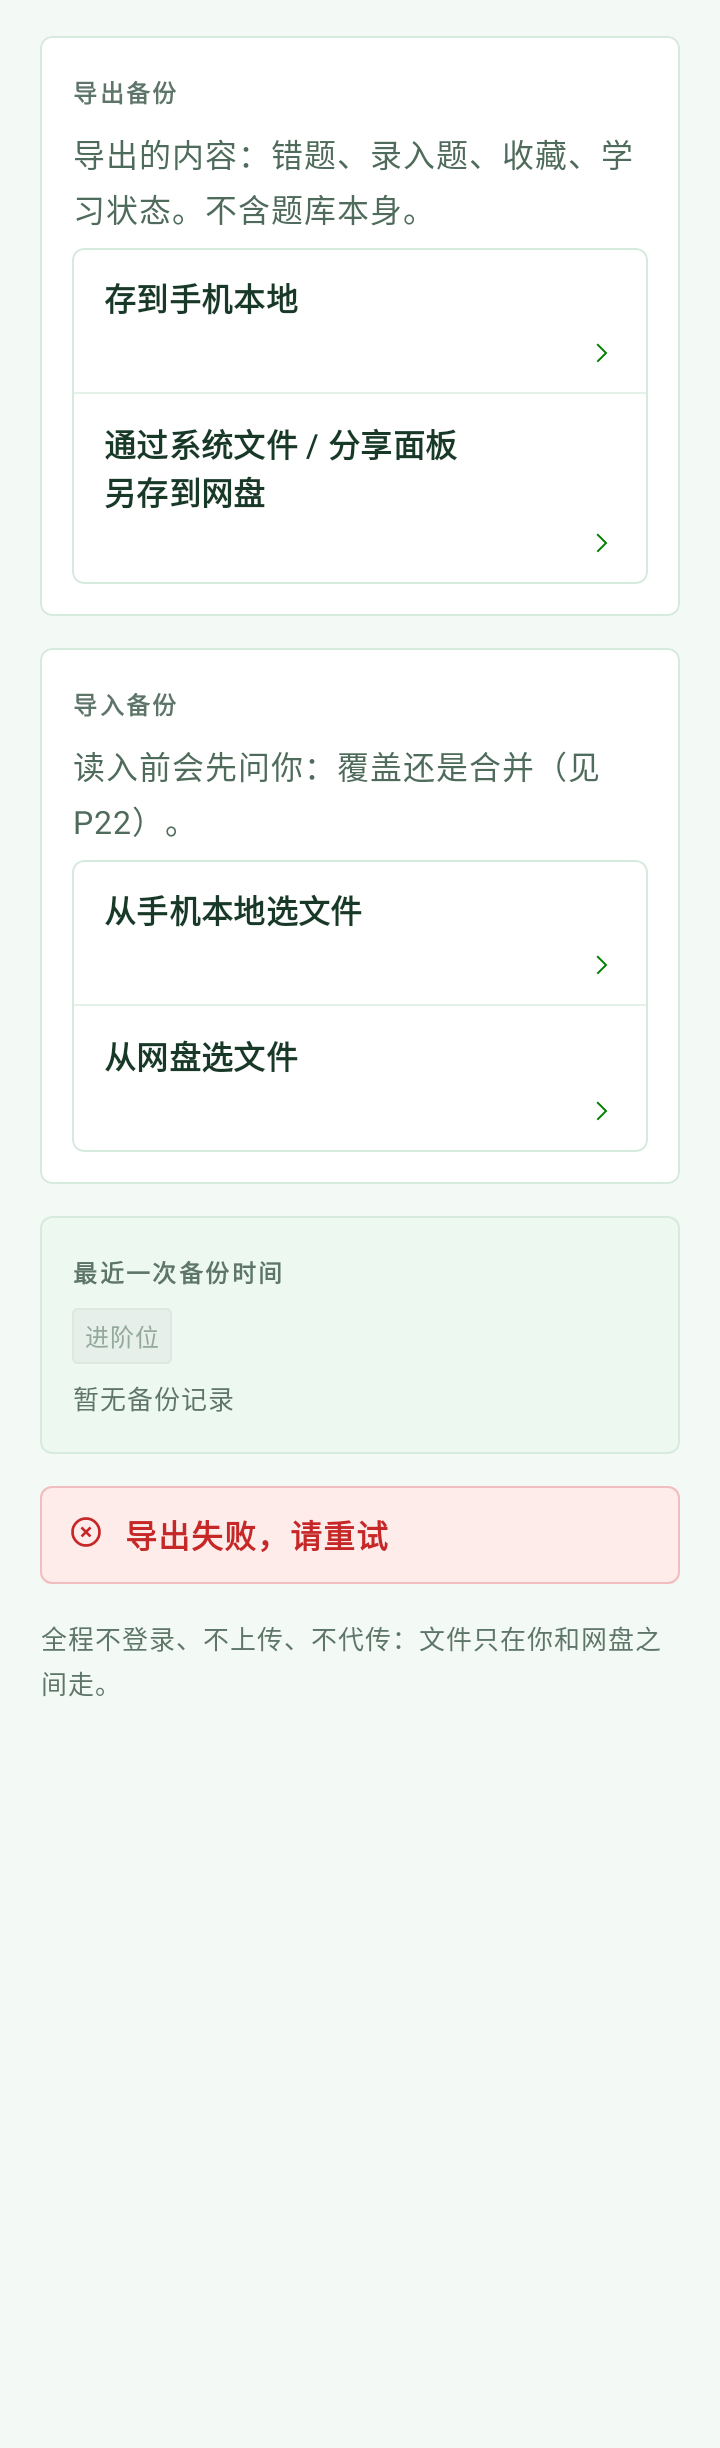 导出备份
导出的内容：错题、录入题、收藏、学
习状态。不含题库本身。
存到手机本地
通过系统文件 / 分享面板
另存到网盘
导入备份
读入前会先问你：覆盖还是合并（见
P22）。
从手机本地选文件
从网盘选文件
最近一次备份时间
进阶位
暂无备份记录
导出失败，请重试
全程不登录、不上传、不代传：文件只在你和网盘之
间走。